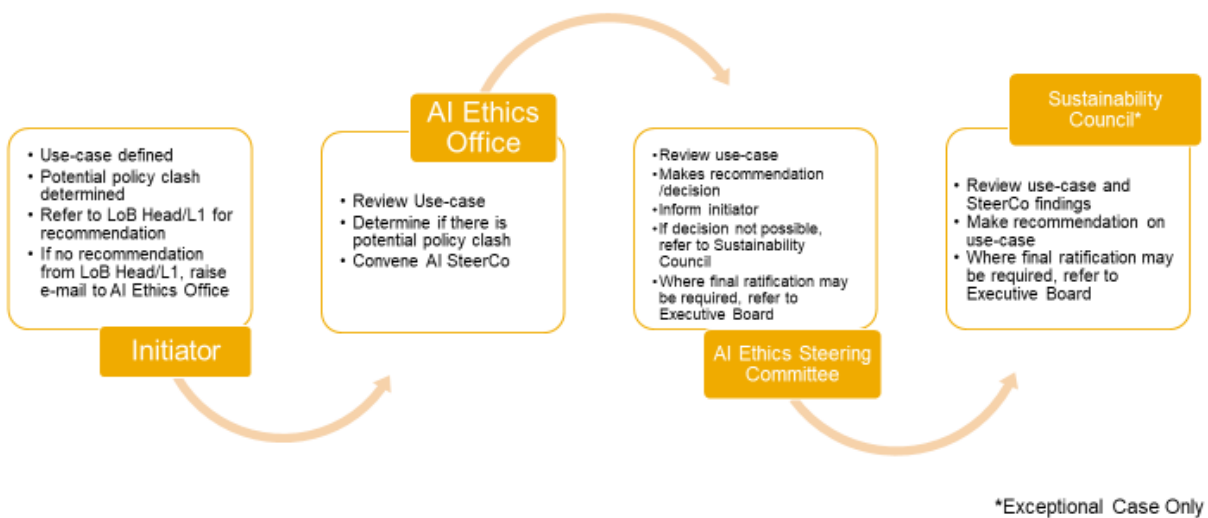 • Use-case defined
• Potential policy clash
determined
• Refer to LoB Head/L1 for
recommendation
• If no recommendation
from LoB Head/L1, raise
e-mail to AI Ethics Office
Initiator
AI Ethics
Office
• Review Use-case
• Determine if there is
potential policy clash
• Convene AI SteerCo
•Review use-case
•Makes recommendation
/decision
•Inform initiator
•If decision not possible,
refer to Sustainability
Council
•Where final ratification may
be required, refer to
Executive Board
AI Ethics Steering
Committee
Sustainability
Council*
• Review use-case and
SteerCo findings
• Make recommendation on
use-case
• Where final ratification may
be required, refer to
Executive Board
*Exceptional Case Only